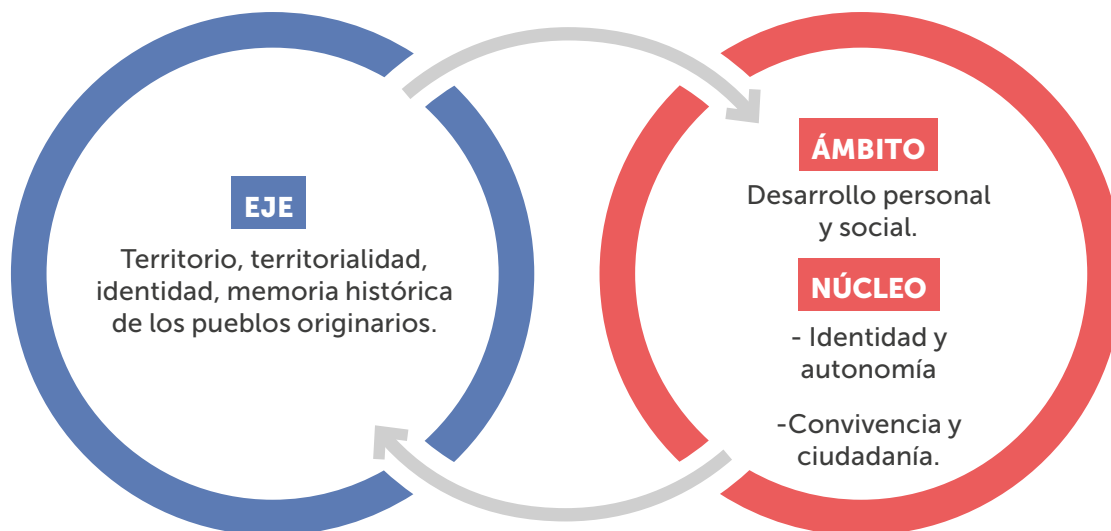 EJE
Territorio, territorialidad,
identidad, memoria histórica
de los pueblos originarios.
ÁMBITO
Desarrollo personal
y social.
NÚCLEO
- Identidad y
autonomía
-Convivencia y
ciudadanía.